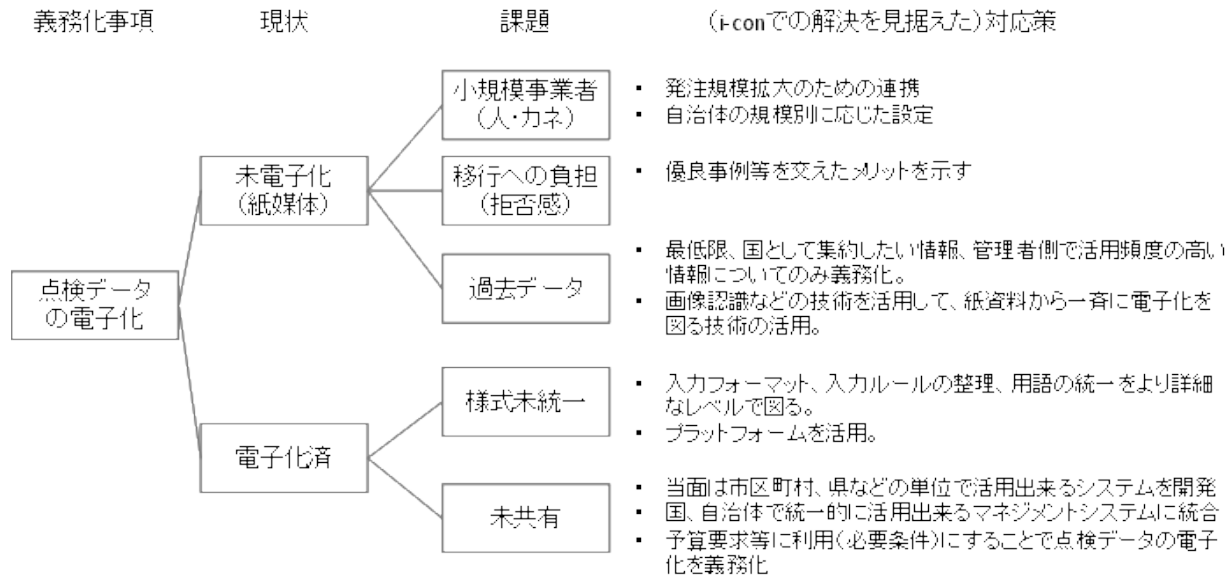 義務化事項
現状
課題
(i-conでの解決を見据えた)対応策
点検データ
の電子化
未電子化
(紙媒体)
小規模事業者
(人・カネ)
・発注規模拡大のための連携
・自治体の規模別に応じた設定
移行への負担
(拒否感)
・優良事例等を交えたメリットを示す
過去データ
・最低限、国として集約したい情報、管理者側で活用頻度の高い
情報についてのみ義務化。
・画像認識などの技術を活用して、紙資料から一斉に電子化を
図る技術の活用。
電子化済
様式未統一
・入力フォーマット、入力ルールの整理、用語の統一をより詳細
なレベルで図る。
・プラットフォームを活用。
未共有
・当面は市区町村、県などの単位で活用出来るシステムを開発
・国、自治体で統一的に活用出来るマネジメントシステムに統合
・予算要求等に利用(必要条件)にすることで点検データの電子
化を義務化